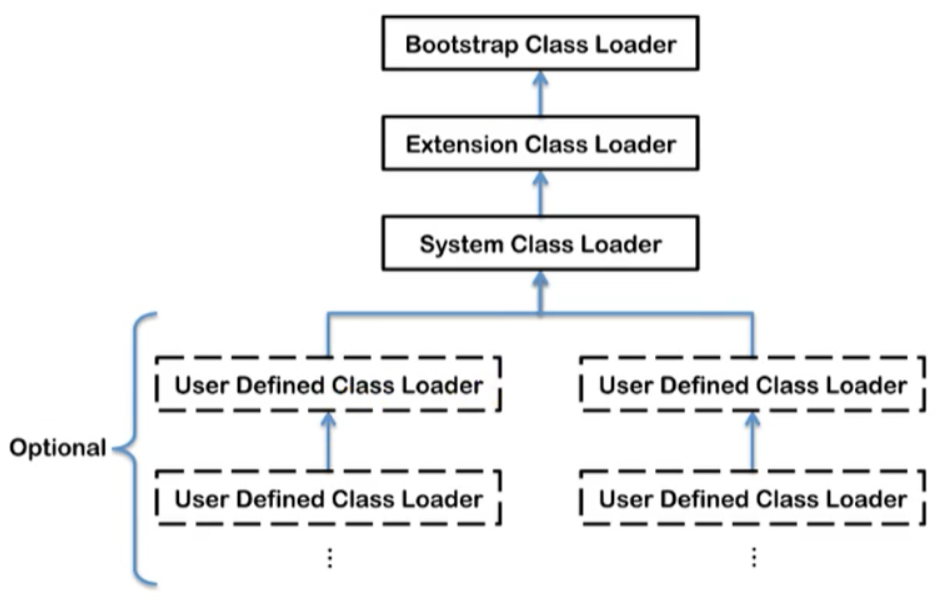 Bootstrap Class Loader
Extension Class Loader
System Class Loader
User Defined Class Loader
User Defined Class Loader
Optional
User Defined Class Loader
User Defined Class Loader